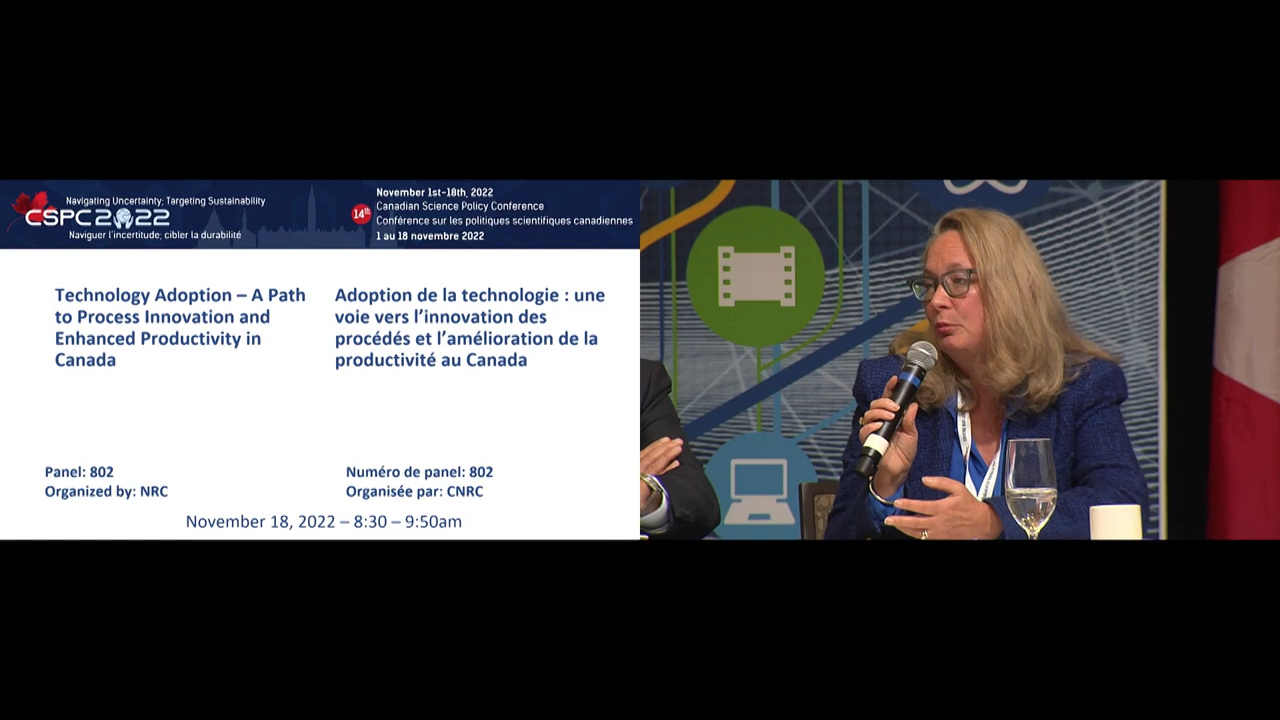 Navigating Uncertainty; Targeting Sustainability
CSPC2022
Naviguer l'incertitude; cibler la durabilité
14th
November 1st-18th, 2022
Canadian Science Policy Conference
Conférence sur les politiques scientifiques canadiennes
1 au 18 novembre 2022
Technology Adoption – A Path
to Process Innovation and
Enhanced Productivity in
Canada
Adoption de la technologie : une
voie vers l'innovation des
procédés et l'amélioration de la
productivité au Canada
Panel: 802
Organized by: NRC
Numéro de panel: 802
Organisée par: CNRC
November 18, 2022 – 8:30 – 9:50am